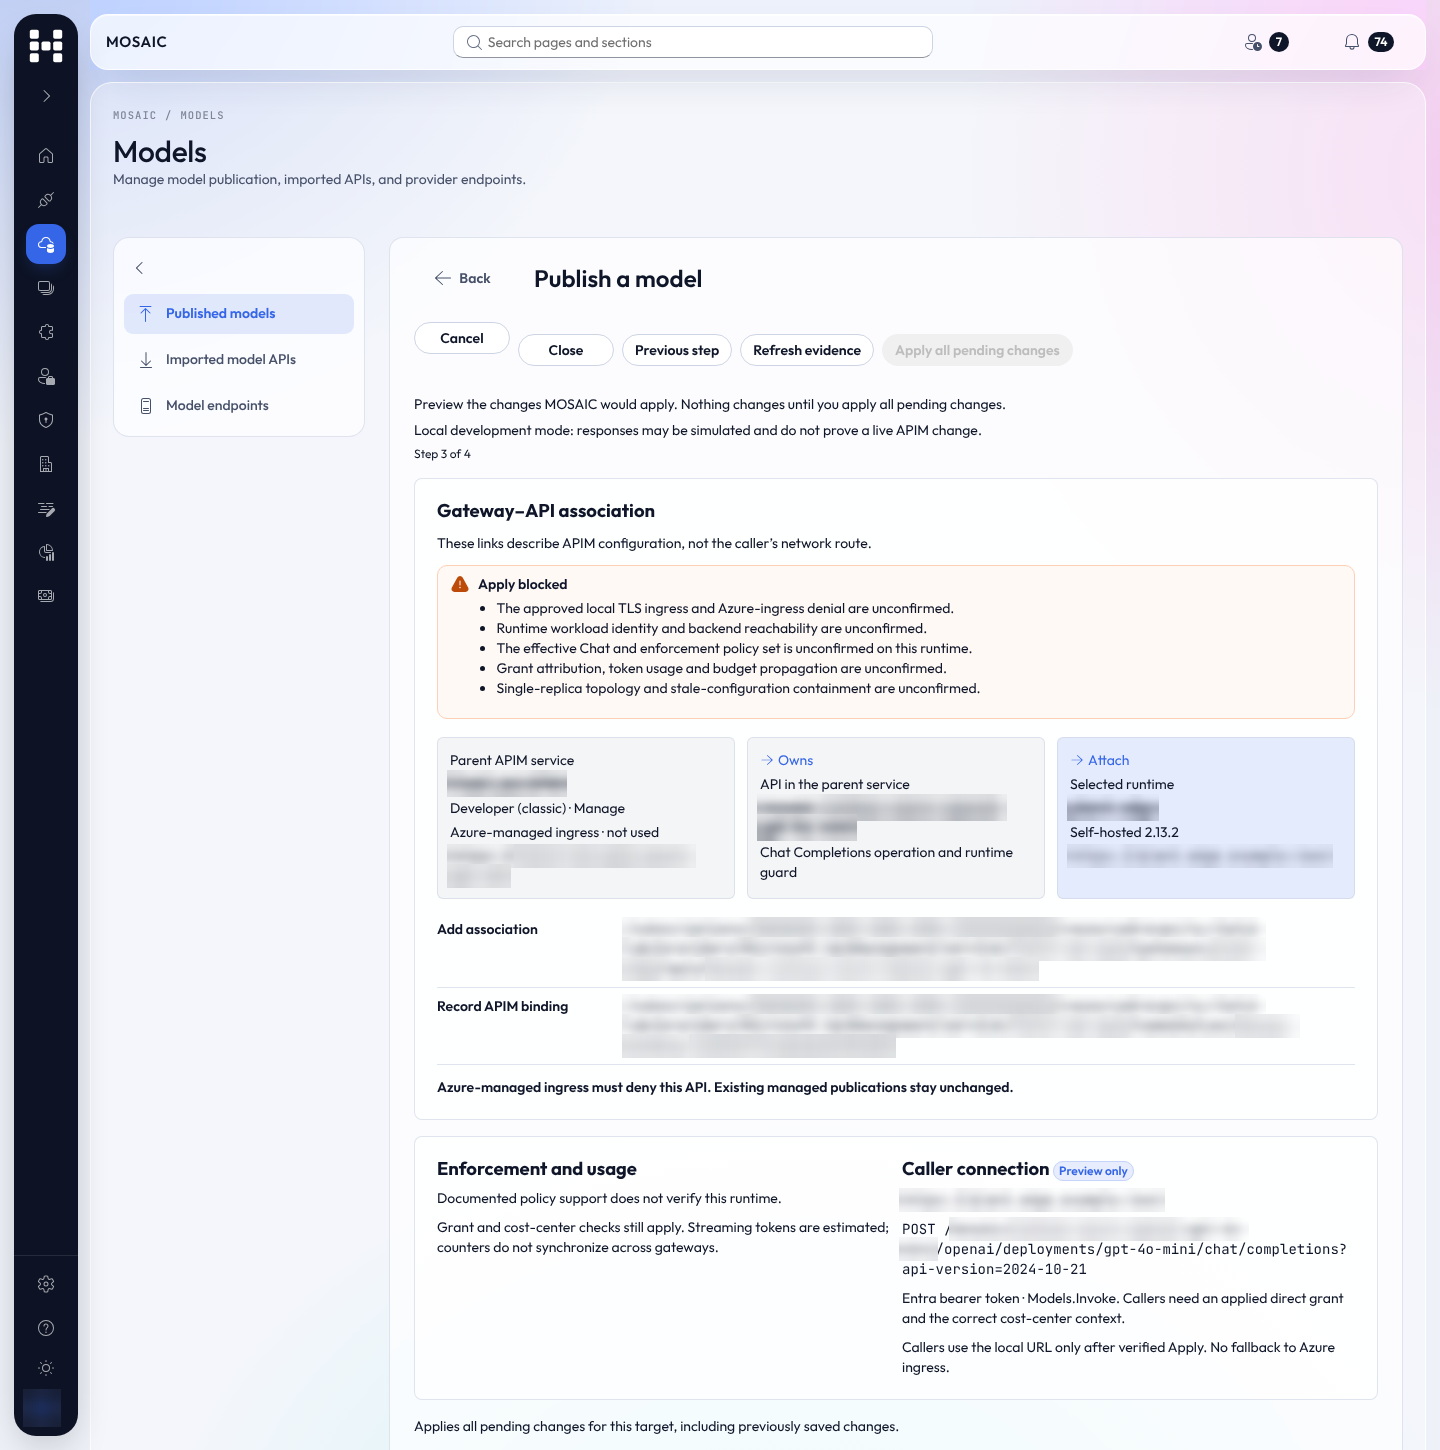 MOSAIC
Search pages and sections
7
74
MOSAIC / MODELS
Models
Manage model publication, imported APIs, and provider endpoints.
Published models
Imported model APIs
Model endpoints
Back
Publish a model
Cancel
Close
Previous step
Refresh evidence
Apply all pending changes
Preview the changes MOSAIC would apply. Nothing changes until you apply all pending changes.
Local development mode: responses may be simulated and do not prove a live APIM change.
Step 3 of 4
Gateway–API association
These links describe APIM configuration, not the caller's network route.
Apply blocked
• The approved local TLS ingress and Azure-ingress denial are unconfirmed.
• Runtime workload identity and backend reachability are unconfirmed.
• The effective Chat and enforcement policy set is unconfirmed on this runtime.
• Grant attribution, token usage and budget propagation are unconfirmed.
• Single-replica topology and stale-configuration containment are unconfirmed.
Parent APIM service
Developer (classic) · Manage
Azure-managed ingress · not used
→ Owns
API in the parent service
Chat Completions operation and runtime
guard
→ Attach
Selected runtime
Self-hosted 2.13.2
Add association
Record APIM binding
Azure-managed ingress must deny this API. Existing managed publications stay unchanged.
Enforcement and usage
Documented policy support does not verify this runtime.
Grant and cost-center checks still apply. Streaming tokens are estimated;
counters do not synchronize across gateways.
Caller connection Preview only
POST /
/openai/deployments/gpt-4o-mini/chat/completions?
api-version=2024-10-21
Entra bearer token · Models.Invoke. Callers need an applied direct grant
and the correct cost-center context.
Callers use the local URL only after verified Apply. No fallback to Azure
ingress.
Applies all pending changes for this target, including previously saved changes.